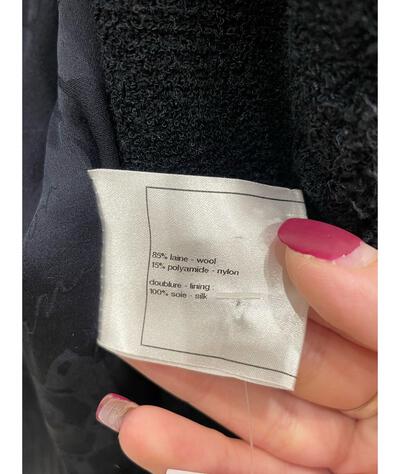 85% laine - wool
15% polyamide - nylon
doublure - lining :
100% soie - silk